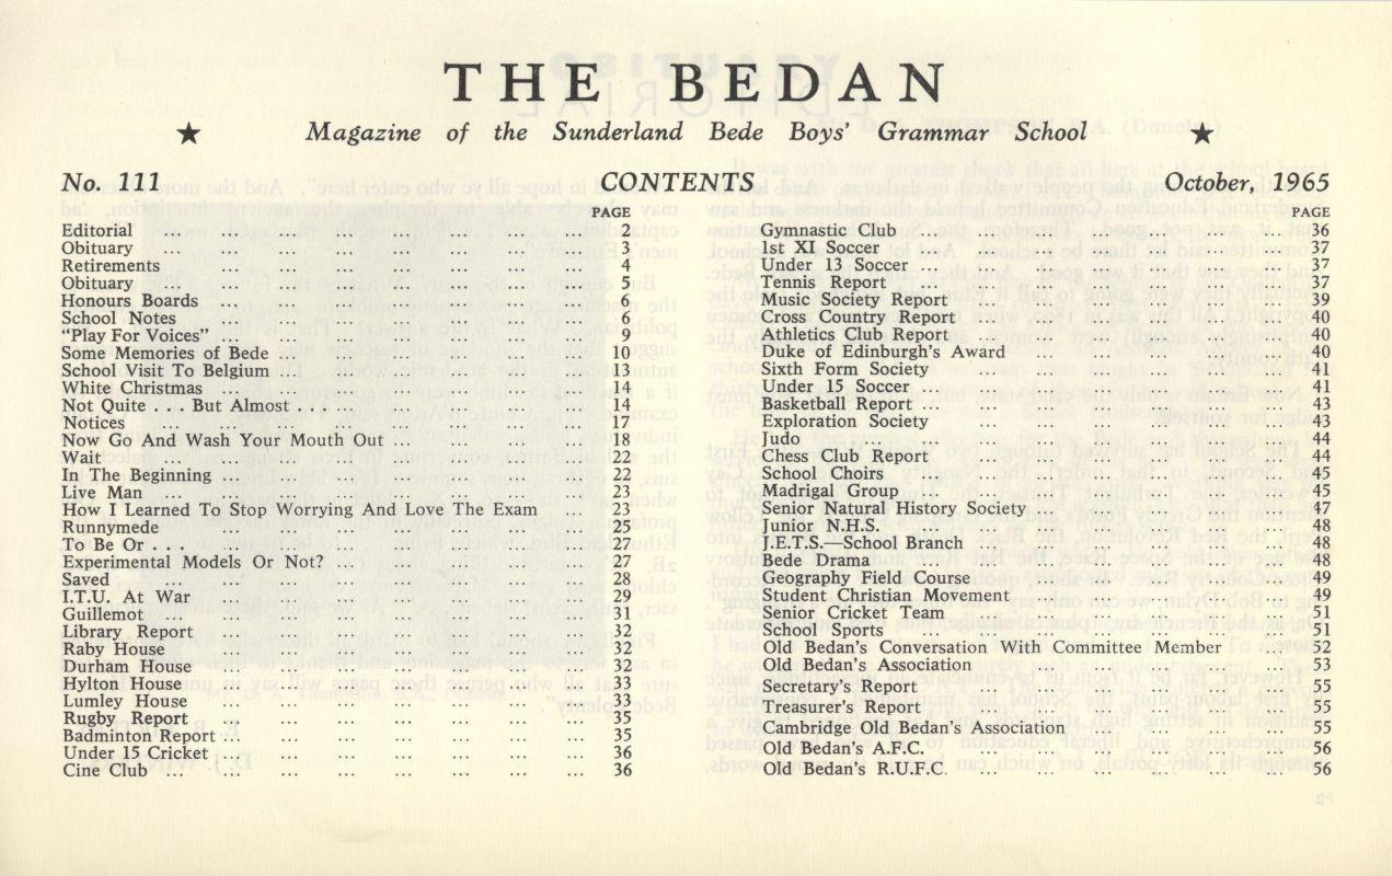 THE BEDAN
★ Magazine of the Sunderland Bede Boys' Grammar School ★
No. 111 CONTENTS October, 1965
PAGE
Editorial ... ... ... ... ... ... ... ... 2
Obituary ... ... ... ... ... ... ... ... 3
Retirements ... ... ... ... ... ... ... 4
Obituary ... ... ... ... ... ... ... 5
Honours Boards ... ... ... ... ... ... ... 6
School Notes ... ... ... ... ... ... ... 6
"Play For Voices" ... ... ... ... ... ... ... 9
Some Memories of Bede ... ... ... ... ... ... 10
School Visit To Belgium ... ... ... ... ... ... 13
White Christmas ... ... ... ... ... ... ... 14
Not Quite . . . But Almost ... ... ... ... ... ... 14
Notices ... ... ... ... ... ... ... ... 17
Now Go And Wash Your Mouth Out ... ... ... ... 18
Wait ... ... ... ... ... ... ... ... 22
In The Beginning ... ... ... ... ... ... ... 22
Live Man ... ... ... ... ... ... ... ... 23
How I Learned To Stop Worrying And Love The Exam ... 23
Runnymede ... ... ... ... ... ... ... 25
To Be Or . . . ... ... ... ... ... ... ... 27
Experimental Models Or Not? ... ... ... ... ... 27
Saved ... ... ... ... ... ... ... ... 28
I.T.U. At War ... ... ... ... ... ... ... 29
Guillemot ... ... ... ... ... ... ... ... 31
Library Report ... ... ... ... ... ... ... 32
Raby House ... ... ... ... ... ... ... 32
Durham House ... ... ... ... ... ... ... 32
Hylton House ... ... ... ... ... ... ... 33
Lumley House ... ... ... ... ... ... ... 33
Rugby Report ... ... ... ... ... ... ... 35
Badminton Report ... ... ... ... ... ... ... 35
Under 15 Cricket ... ... ... ... ... ... ... 36
Cine Club ... ... ... ... ... ... ... ... 36
PAGE
Gymnastic Club ... ... ... ... ... ... ... 36
1st XI Soccer ... ... ... ... ... ... ... 37
Under 13 Soccer ... ... ... ... ... ... ... 37
Tennis Report ... ... ... ... ... ... ... 37
Music Society Report ... ... ... ... ... ... 39
Cross Country Report ... ... ... ... ... ... 40
Athletics Club Report ... ... ... ... ... ... 40
Duke of Edinburgh's Award ... ... ... ... ... 40
Sixth Form Society ... ... ... ... ... ... 41
Under 15 Soccer ... ... ... ... ... ... ... 41
Basketball Report ... ... ... ... ... ... ... 43
Exploration Society ... ... ... ... ... ... 43
Judo ... ... ... ... ... ... ... ... 44
Chess Club Report ... ... ... ... ... ... 44
School Choirs ... ... ... ... ... ... ... 45
Madrigal Group ... ... ... ... ... ... ... 45
Senior Natural History Society ... ... ... ... ... 47
Junior N.H.S. ... ... ... ... ... ... ... 48
J.E.T.S.—School Branch ... ... ... ... ... ... 48
Bede Drama ... ... ... ... ... ... ... 48
Geography Field Course ... ... ... ... ... ... 49
Student Christian Movement ... ... ... ... ... 49
Senior Cricket Team ... ... ... ... ... ... 51
School Sports ... ... ... ... ... ... ... 51
Old Bedan's Conversation With Committee Member ... 52
Old Bedan's Association ... ... ... ... ... ... 53
Secretary's Report ... ... ... ... ... ... 55
Treasurer's Report ... ... ... ... ... ... 55
Cambridge Old Bedan's Association ... ... ... ... 55
Old Bedan's A.F.C. ... ... ... ... ... ... 56
Old Bedan's R.U.F.C. ... ... ... ... ... ... 56